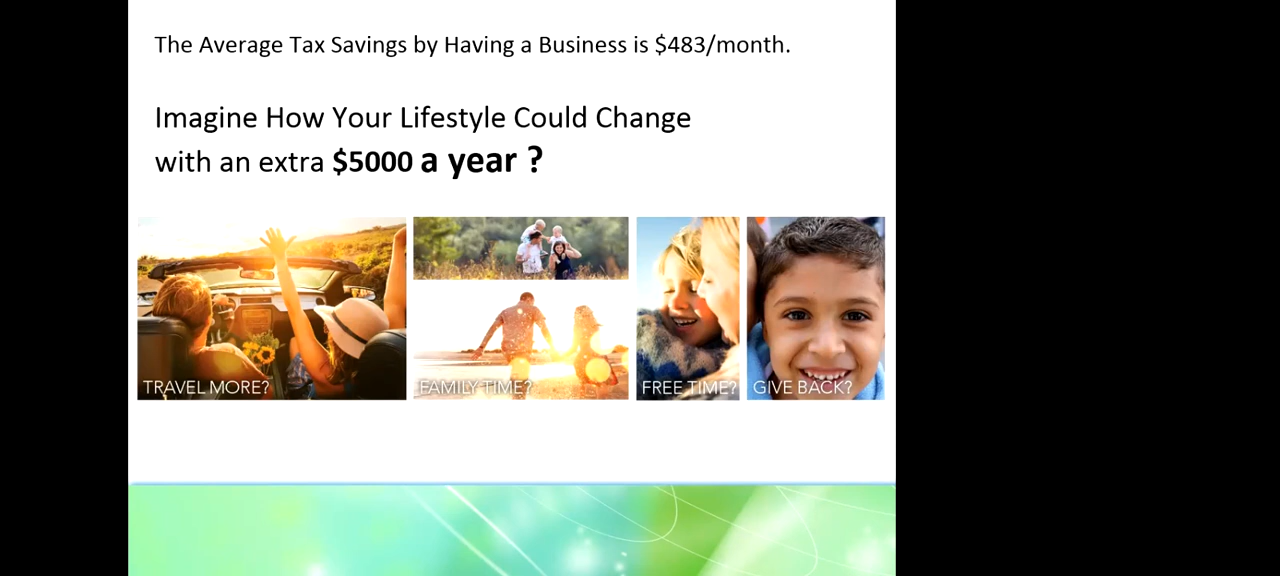 The Average Tax Savings by Having a Business is $483/month.
Imagine How Your Lifestyle Could Change
with an extra $5000 a year ?
TRAVEL MORE?
FAMILY TIME?
FREE TIME?
GIVE BACK?